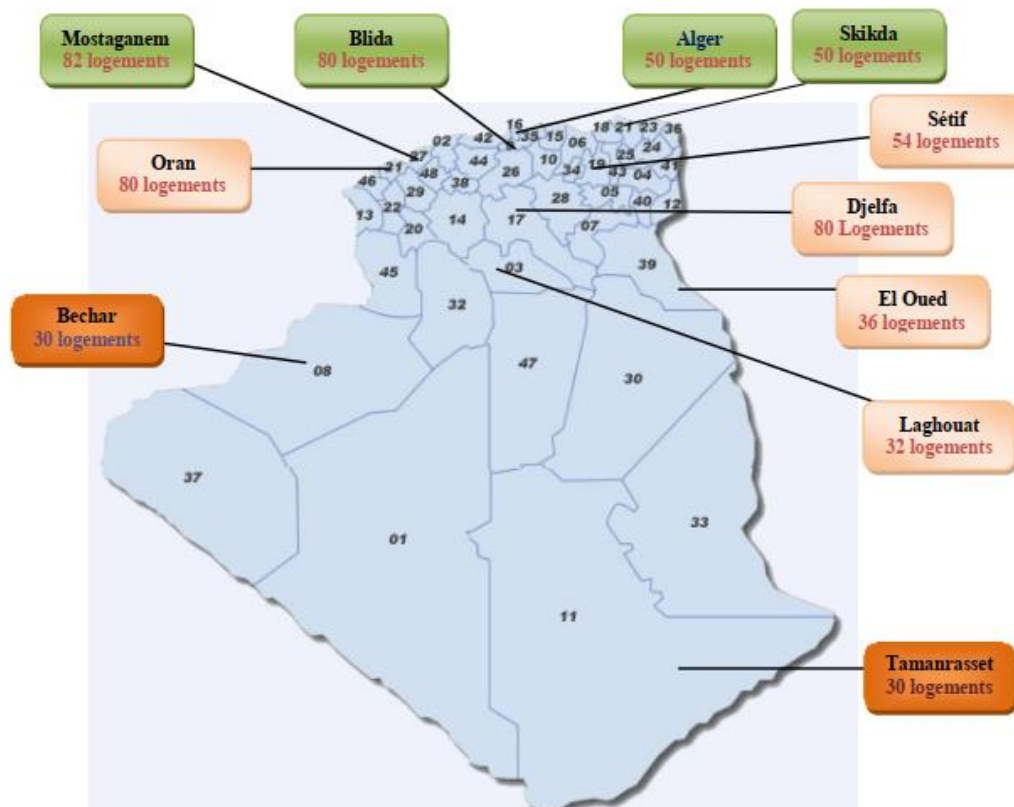 Mostaganem
82 logements
Blida
80 logements
Alger
50 logements
Skikda
50 logements
Sétif
54 logements
Oran
80 logements
Djelfa
80 Logements
El Oued
36 logements
Bechar
30 logements
Laghouat
32 logements
Tamanrasset
30 logements
16
02
42
35
15
18
21
23
36
27
06
24
44
10
19
25
21
48
26
34
43
04
41
46
38
29
28
05
40
12
13
22
14
17
07
20
45
03
39
32
08
47
30
37
01
33
11